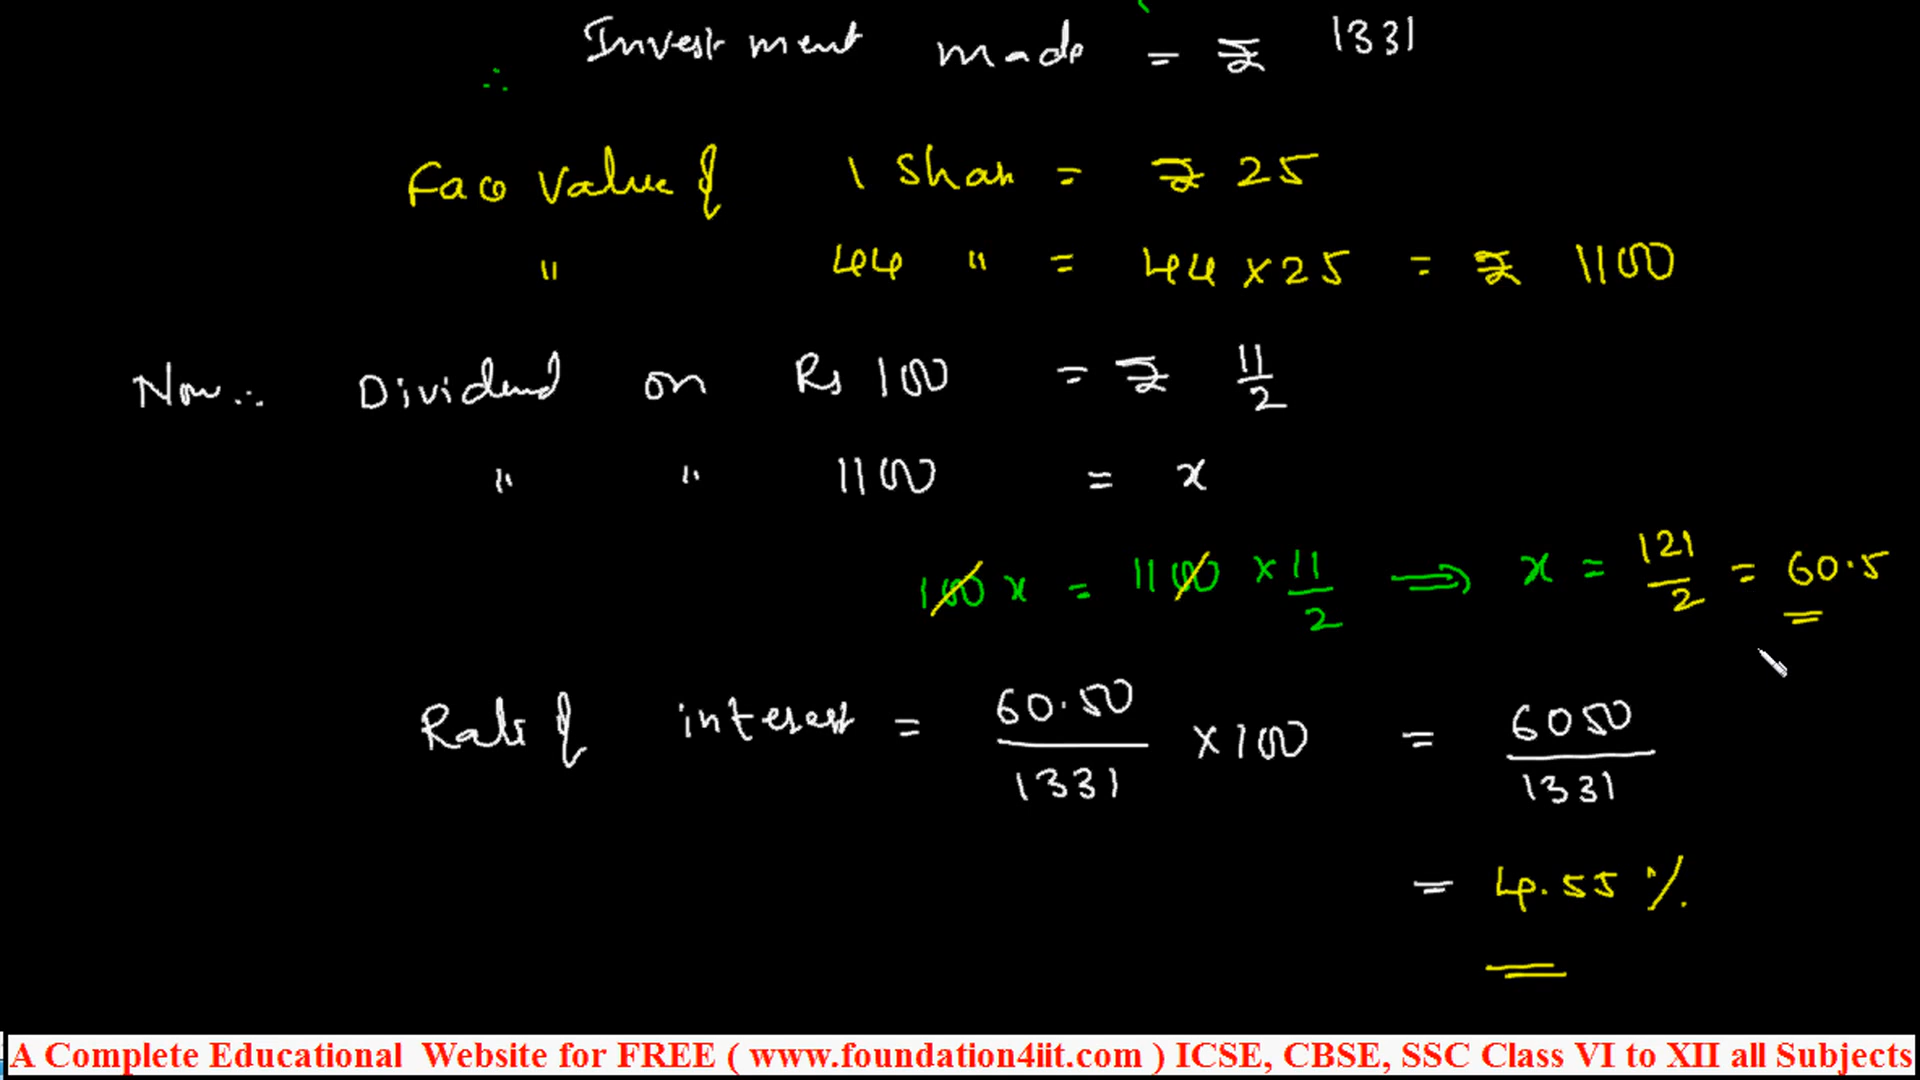 Investment made = ₹ 1331
∴
Face Value of 1 Share = ₹ 25
" 44 " = 44 × 25 = ₹ 1100
Now ∴ Dividend on Rs 100 = ₹ 11/2
" " 1100 = x
100 x = 1100 × 11/2 ⟹ x = 121/2 = 60.5
Rate of interest = 60.50/1331 × 100 = 6050/1331
= 4.55 %
A Complete Educational Website for FREE ( www.foundation4iit.com ) ICSE, CBSE, SSC Class VI to XII all Subjects